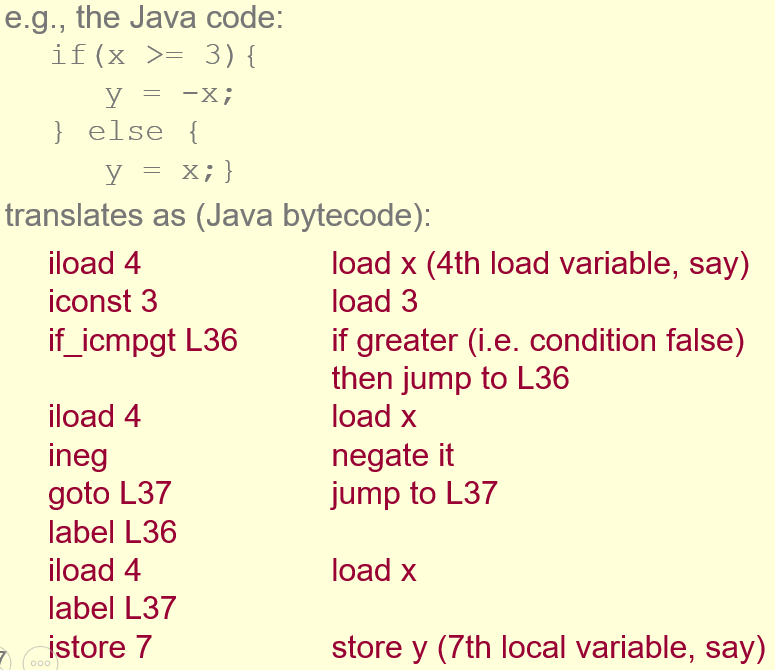 e.g., the Java code:
if(x >= 3){
y = -x;
} else {
y = x;}
translates as (Java bytecode):
iload 4 load x (4th load variable, say)
iconst 3 load 3
if_icmpgt L36 if greater (i.e. condition false)
then jump to L36
iload 4 load x
ineg negate it
goto L37 jump to L37
label L36
iload 4 load x
label L37
istore 7 store y (7th local variable, say)